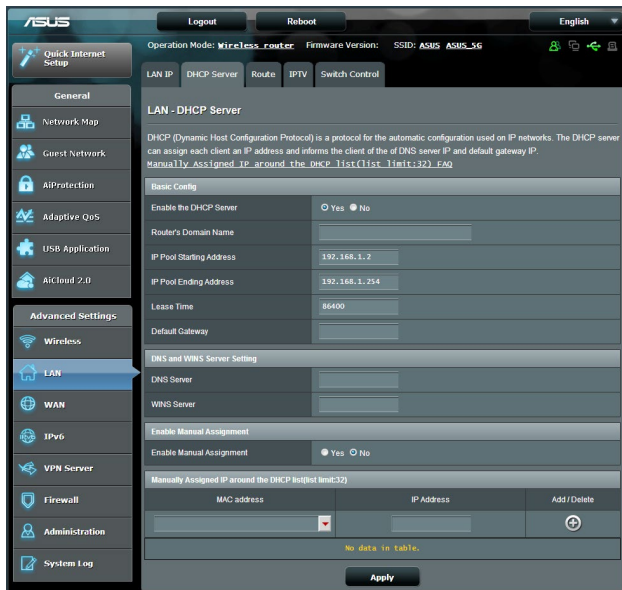 ASUS
Logout
Reboot
English
Quick Internet
Setup
Operation Mode: Wireless router Firmware Version: SSID: ASUS ASUS_5G
LAN IP DHCP Server Route IPTV Switch Control
General
Network Map
Guest Network
AiProtection
Adaptive QoS
USB Application
AiCloud 2.0
Advanced Settings
Wireless
LAN
WAN
IPv6
VPN Server
Firewall
Administration
System Log
LAN - DHCP Server
DHCP (Dynamic Host Configuration Protocol) is a protocol for the automatic configuration used on IP networks. The DHCP server
can assign each client an IP address and informs the client of the of DNS server IP and default gateway IP.
Manually Assigned IP around the DHCP list(list limit:32) FAQ
Basic Config
Enable the DHCP Server Yes No
Router's Domain Name
IP Pool Starting Address 192.168.1.2
IP Pool Ending Address 192.168.1.254
Lease Time 86400
Default Gateway
DNS and WINS Server Setting
DNS Server
WINS Server
Enable Manual Assignment
Enable Manual Assignment Yes No
Manually Assigned IP around the DHCP list(list limit:32)
MAC address IP Address Add / Delete
No data in table.
Apply